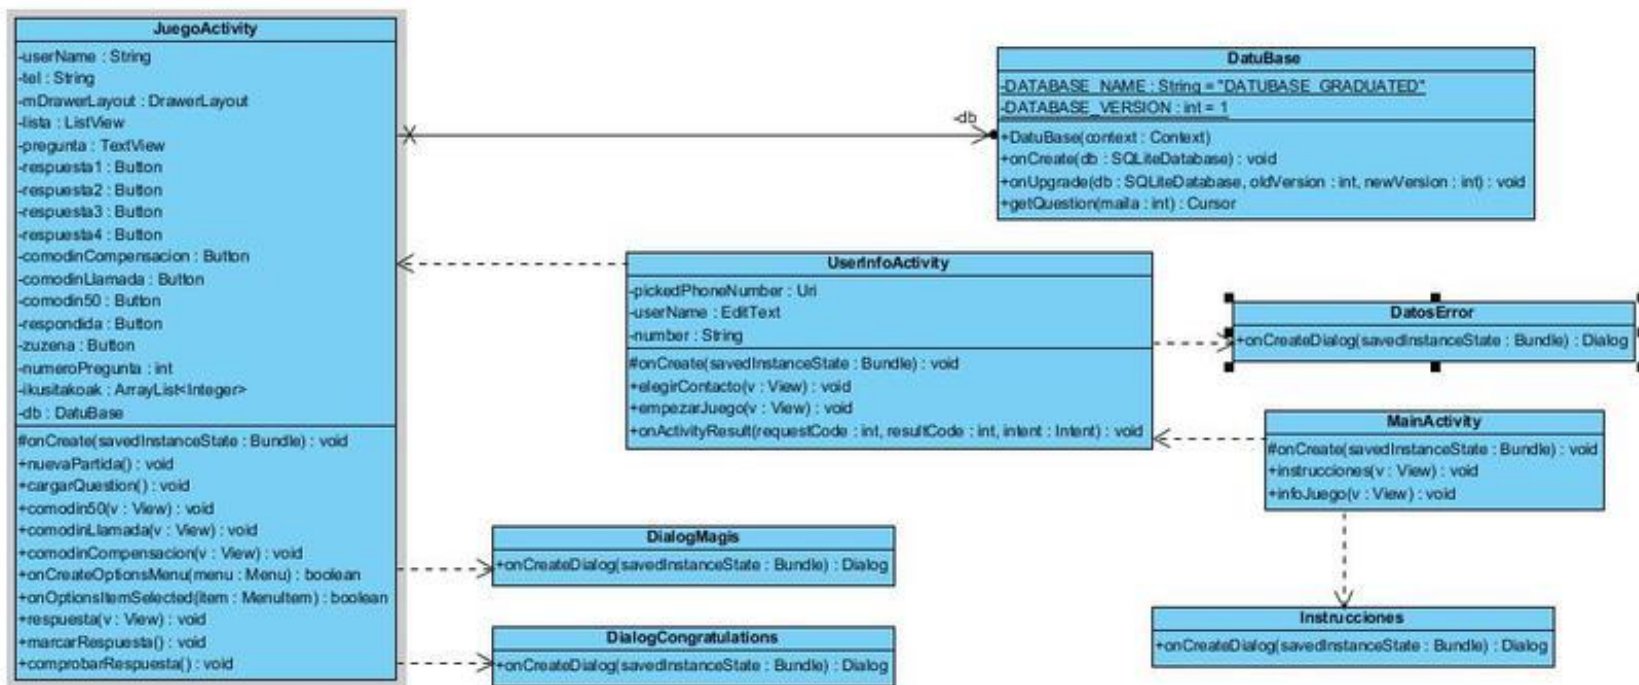 JuegoActivity
-userName : String
-tel : String
-mDrawerLayout : DrawerLayout
-lista : ListView
-pregunta : TextView
-respuesta1 : Button
-respuesta2 : Button
-respuesta3 : Button
-respuesta4 : Button
-comodinCompensacion : Button
-comodinLlamada : Button
-comodin50 : Button
-respondida : Button
-zuzena : Button
-numeroPregunta : int
-ikusitakoak : ArrayList<Integer>
-db : DatuBase
#onCreate(savedInstanceState : Bundle) : void
+nuevaPartida() : void
+cargarQuestion() : void
+comodin50(v : View) : void
+comodinLlamada(v : View) : void
+comodinCompensacion(v : View) : void
+onCreateOptionsMenu(menu : Menu) : boolean
+onOptionsItemSelected(item : MenuItem) : boolean
+respuesta(v : View) : void
+marcarRespuesta() : void
+comprobarRespuesta() : void
-db
DatuBase
-DATABASE_NAME : String = "DATUBASE_GRADUATED"
-DATABASE_VERSION : int = 1
+DatuBase(context : Context)
+onCreate(db : SQLiteDatabase) : void
+onUpgrade(db : SQLiteDatabase, oldVersion : int, newVersion : int) : void
+getQuestion(maila : int) : Cursor
UserInfoActivity
-pickedPhoneNumber : Uri
-userName : EditText
-number : String
#onCreate(savedInstanceState : Bundle) : void
+elegirContacto(v : View) : void
+empezarJuego(v : View) : void
+onActivityResult(requestCode : int, resultCode : int, intent : Intent) : void
DatosError
+onCreateDialog(savedInstanceState : Bundle) : Dialog
MainActivity
#onCreate(savedInstanceState : Bundle) : void
+instrucciones(v : View) : void
+infoJuego(v : View) : void
DialogMagis
+onCreateDialog(savedInstanceState : Bundle) : Dialog
DialogCongratulations
+onCreateDialog(savedInstanceState : Bundle) : Dialog
Instrucciones
+onCreateDialog(savedInstanceState : Bundle) : Dialog